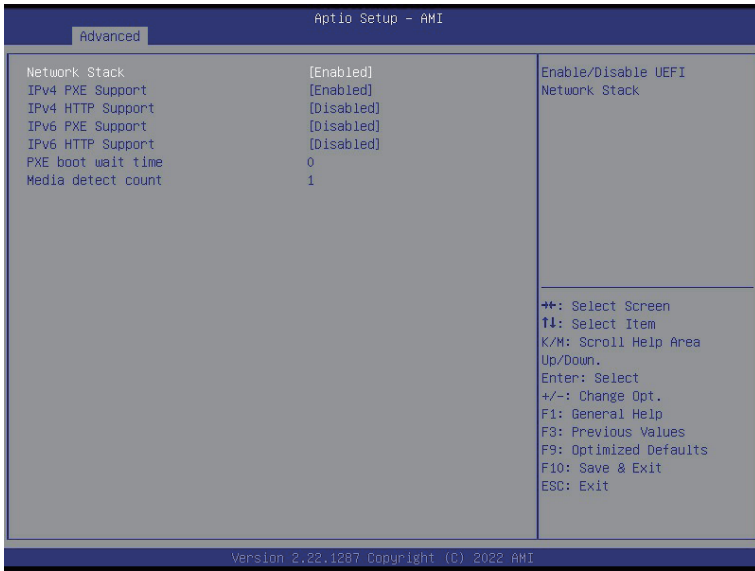 Aptio Setup – AMI
Advanced
Network Stack [Enabled]
IPv4 PXE Support [Enabled]
IPv4 HTTP Support [Disabled]
IPv6 PXE Support [Disabled]
IPv6 HTTP Support [Disabled]
PXE boot wait time 0
Media detect count 1
Enable/Disable UEFI
Network Stack
→←: Select Screen
↑↓: Select Item
K/M: Scroll Help Area
Up/Down.
Enter: Select
+/-: Change Opt.
F1: General Help
F3: Previous Values
F9: Optimized Defaults
F10: Save & Exit
ESC: Exit
Version 2.22.1287 Copyright (C) 2022 AMI